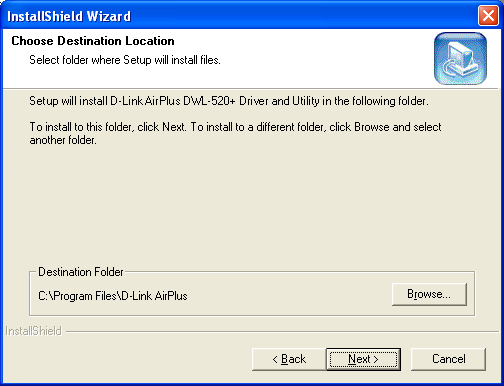 InstallShield Wizard
Choose Destination Location
Select folder where Setup will install files.
Setup will install D-Link AirPlus DWL-520+ Driver and Utility in the following folder.
To install to this folder, click Next. To install to a different folder, click Browse and select
another folder.
Destination Folder
C:\Program Files\D-Link AirPlus
Browse...
InstallShield
< Back
Next >
Cancel